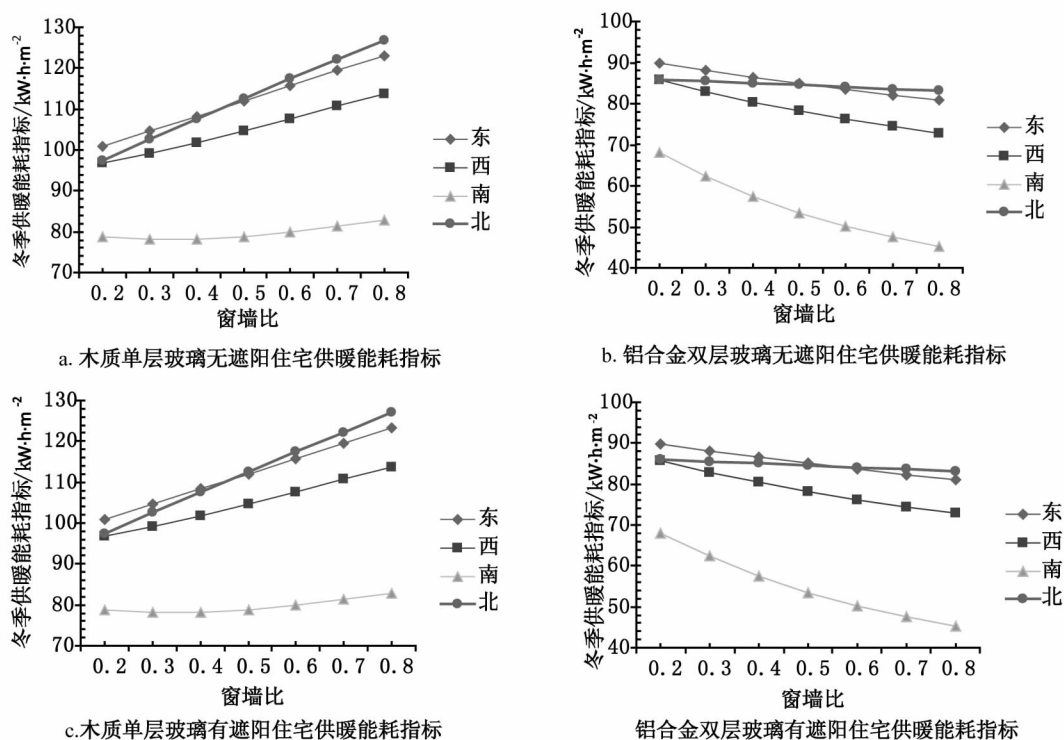 冬季供暖能耗指标/kW·h·m⁻²
130
120
110
100
90
80
70
0.2 0.3 0.4 0.5 0.6 0.7 0.8
窗墙比
东
西
南
北
a. 木质单层玻璃无遮阳住宅供暖能耗指标
冬季供暖能耗指标/kW·h·m⁻²
100
90
80
70
60
50
40
0.2 0.3 0.4 0.5 0.6 0.7 0.8
窗墙比
东
西
南
北
b. 铝合金双层玻璃无遮阳住宅供暖能耗指标
冬季供暖能耗指标/kW·h·m⁻²
130
120
110
100
90
80
70
0.2 0.3 0.4 0.5 0.6 0.7 0.8
窗墙比
东
西
南
北
c.木质单层玻璃有遮阳住宅供暖能耗指标
冬季供暖能耗指标/kW·h·m⁻²
100
90
80
70
60
50
40
0.2 0.3 0.4 0.5 0.6 0.7 0.8
窗墙比
东
西
南
北
铝合金双层玻璃有遮阳住宅供暖能耗指标